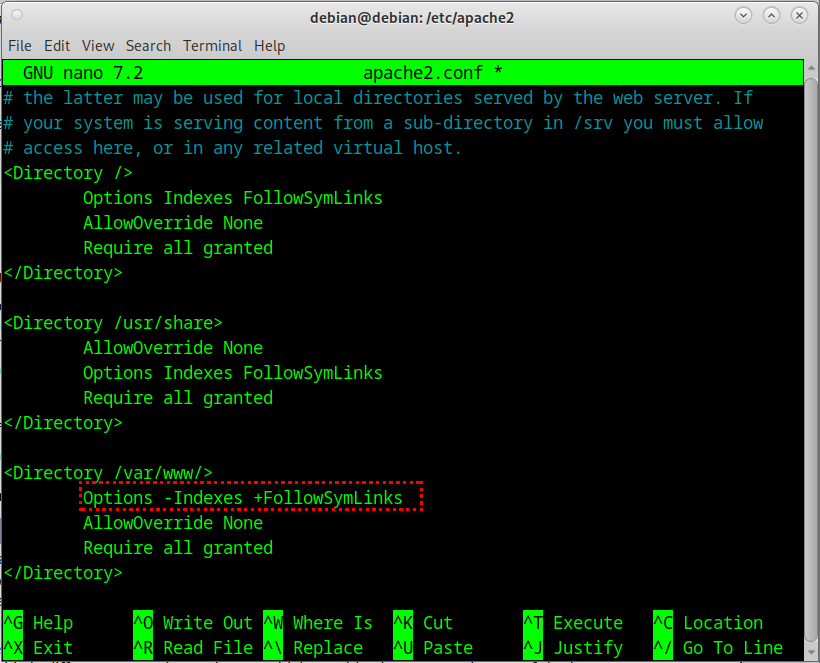 debian@debian: /etc/apache2
File Edit View Search Terminal Help
GNU nano 7.2 apache2.conf *
# the latter may be used for local directories served by the web server. If
# your system is serving content from a sub-directory in /srv you must allow
# access here, or in any related virtual host.
<Directory />
Options Indexes FollowSymLinks
AllowOverride None
Require all granted
</Directory>
<Directory /usr/share>
AllowOverride None
Options Indexes FollowSymLinks
Require all granted
</Directory>
<Directory /var/www/>
Options -Indexes +FollowSymLinks
AllowOverride None
Require all granted
</Directory>
^G Help ^O Write Out ^W Where Is ^K Cut ^T Execute ^C Location
^X Exit ^R Read File ^\ Replace ^U Paste ^J Justify ^/ Go To Line